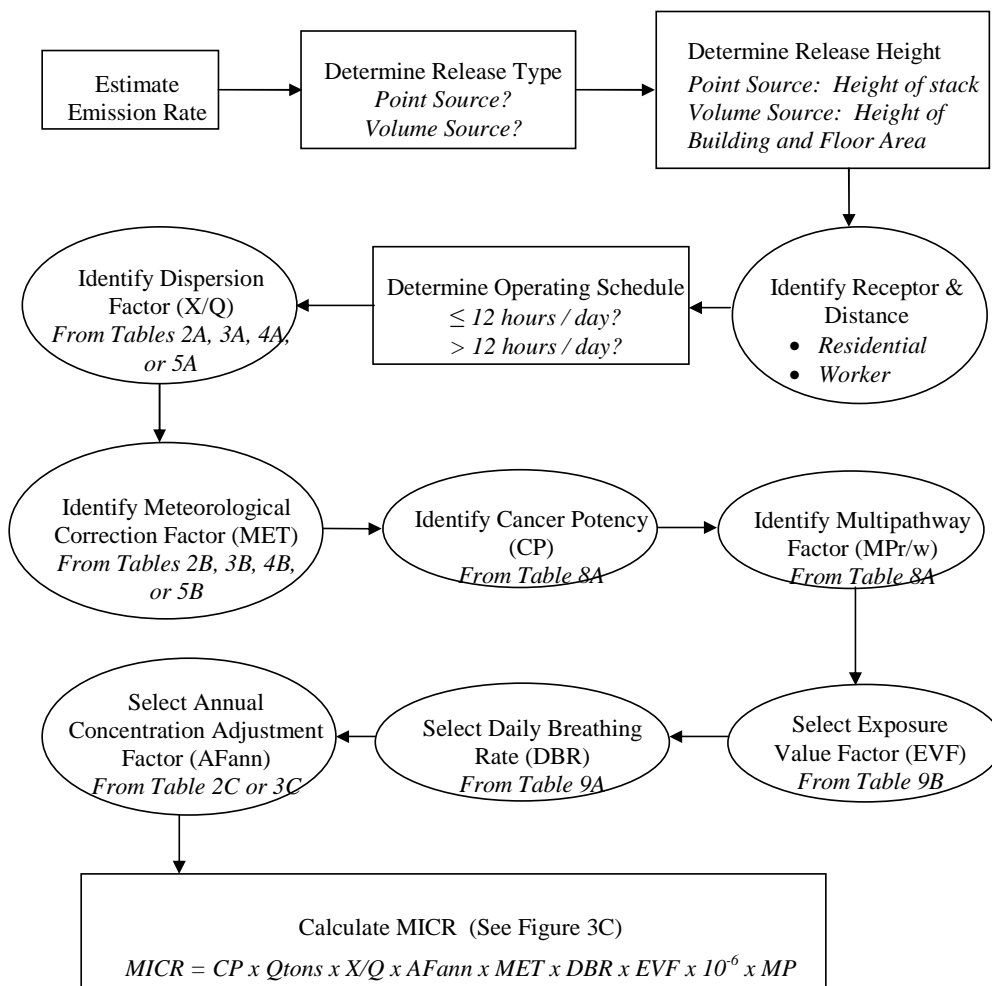 Estimate
Emission Rate
Determine Release Type
Point Source?
Volume Source?
Determine Release Height
Point Source:  Height of stack
Volume Source:  Height of
Building and Floor Area
Identify Receptor &
Distance
• Residential
• Worker
Determine Operating Schedule
≤ 12 hours / day?
> 12 hours / day?
Identify Dispersion
Factor (X/Q)
From Tables 2A, 3A, 4A,
or 5A
Identify Meteorological
Correction Factor (MET)
From Tables 2B, 3B, 4B,
or 5B
Identify Cancer Potency
(CP)
From Table 8A
Identify Multipathway
Factor (MPr/w)
From Table 8A
Select Exposure
Value Factor (EVF)
From Table 9B
Select Daily Breathing
Rate (DBR)
From Table 9A
Select Annual
Concentration Adjustment
Factor (AFann)
From Table 2C or 3C
Calculate MICR  (See Figure 3C)
MICR = CP x Qtons x X/Q x AFann x MET x DBR x EVF x 10⁻⁶ x MP